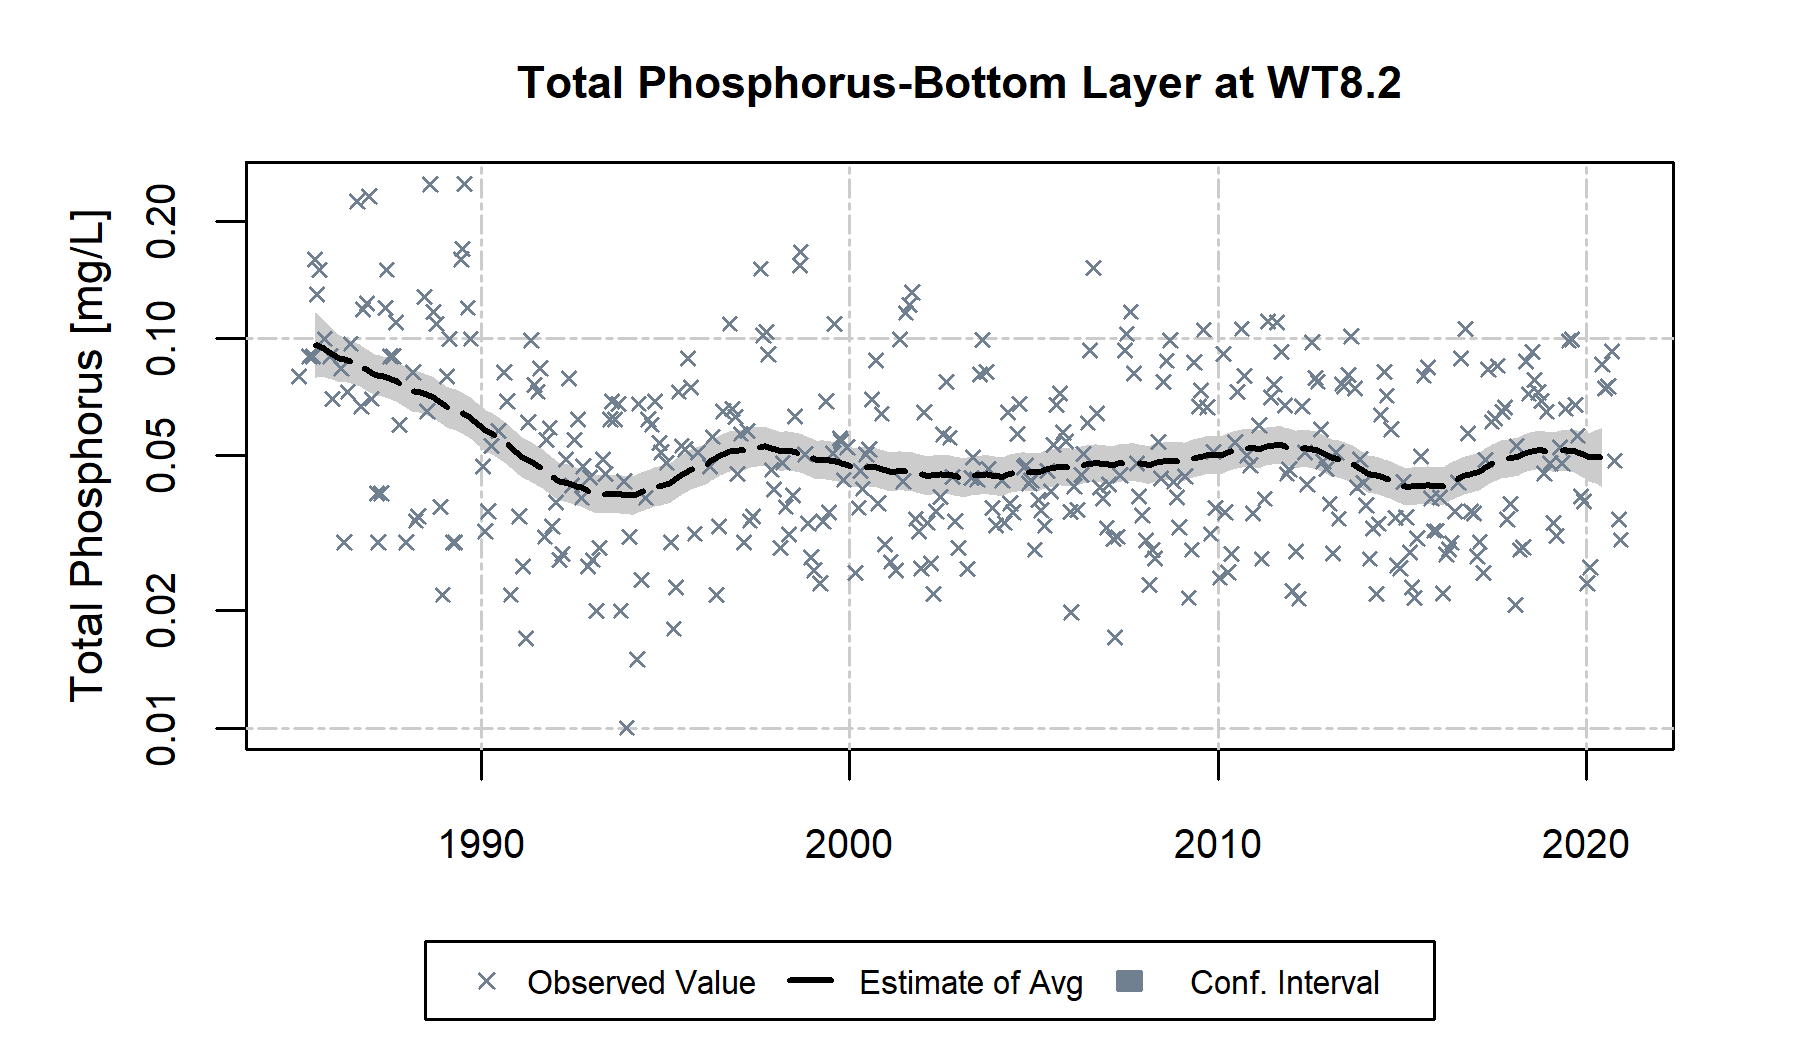 Total Phosphorus-Bottom Layer at WT8.2
Total Phosphorus [mg/L]
0.20
0.10
0.05
0.02
0.01
1990 2000 2010 2020
Observed Value Estimate of Avg Conf. Interval